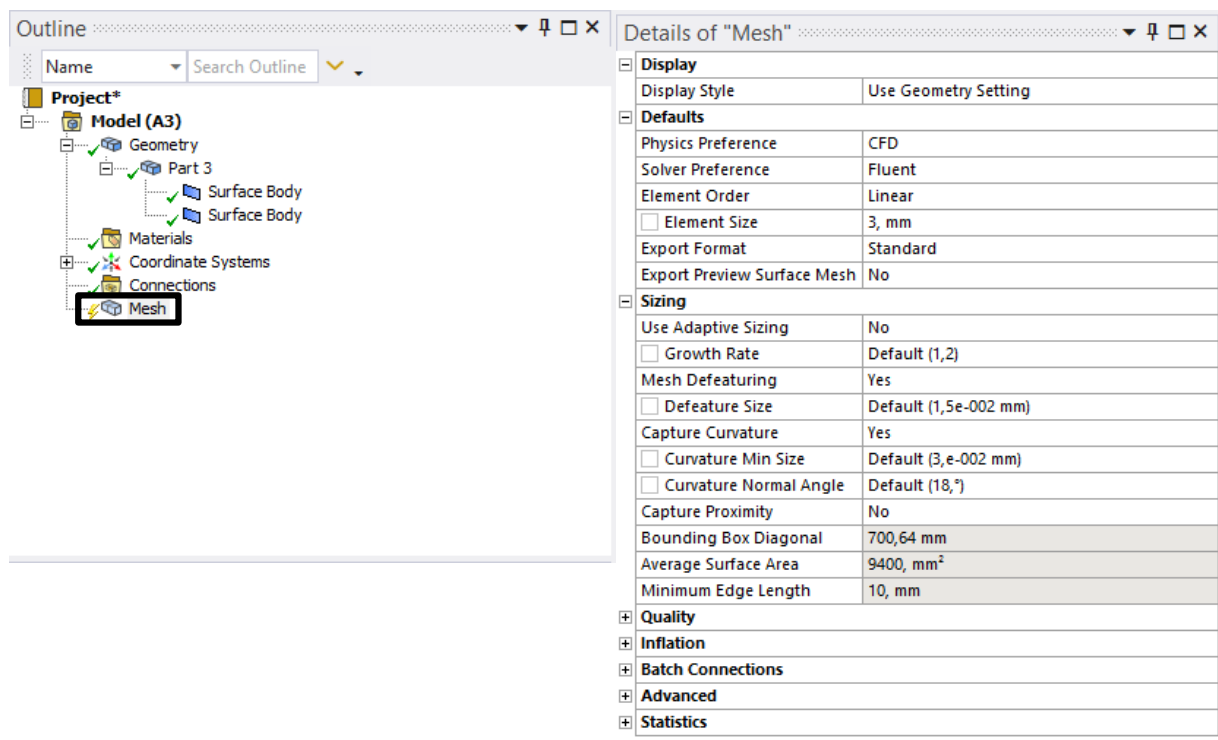 Outline
Name
Search Outline
Project*
Model (A3)
Geometry
Part 3
Surface Body
Surface Body
Materials
Coordinate Systems
Connections
Mesh
Details of "Mesh"
Display
Display Style Use Geometry Setting
Defaults
Physics Preference CFD
Solver Preference Fluent
Element Order Linear
Element Size 3, mm
Export Format Standard
Export Preview Surface Mesh No
Sizing
Use Adaptive Sizing No
Growth Rate Default (1,2)
Mesh Defeaturing Yes
Defeature Size Default (1,5e-002 mm)
Capture Curvature Yes
Curvature Min Size Default (3,e-002 mm)
Curvature Normal Angle Default (18,°)
Capture Proximity No
Bounding Box Diagonal 700,64 mm
Average Surface Area 9400, mm²
Minimum Edge Length 10, mm
Quality
Inflation
Batch Connections
Advanced
Statistics